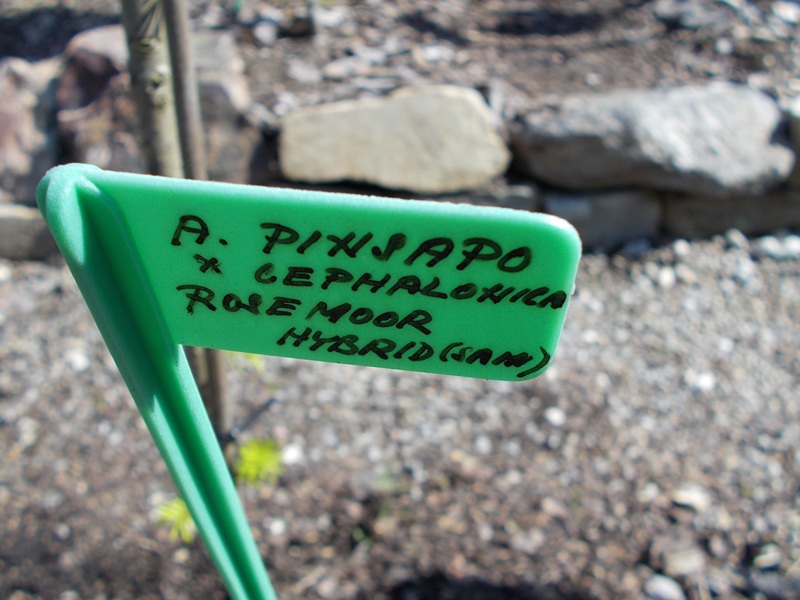 A. PINSAPO
x CEPHALONICA
ROSEMOOR
HYBRID (SAM)